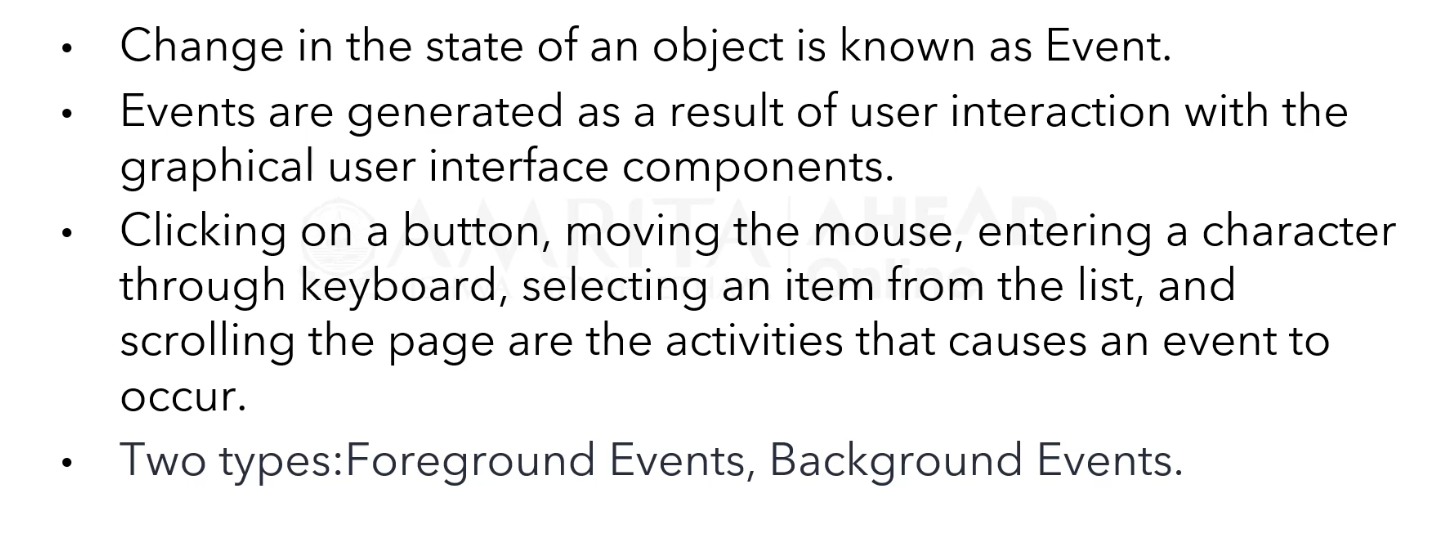 • Change in the state of an object is known as Event.
• Events are generated as a result of user interaction with the
graphical user interface components.
• Clicking on a button, moving the mouse, entering a character
through keyboard, selecting an item from the list, and
scrolling the page are the activities that causes an event to
occur.
• Two types:Foreground Events, Background Events.
AMRITA AHEAD
Online